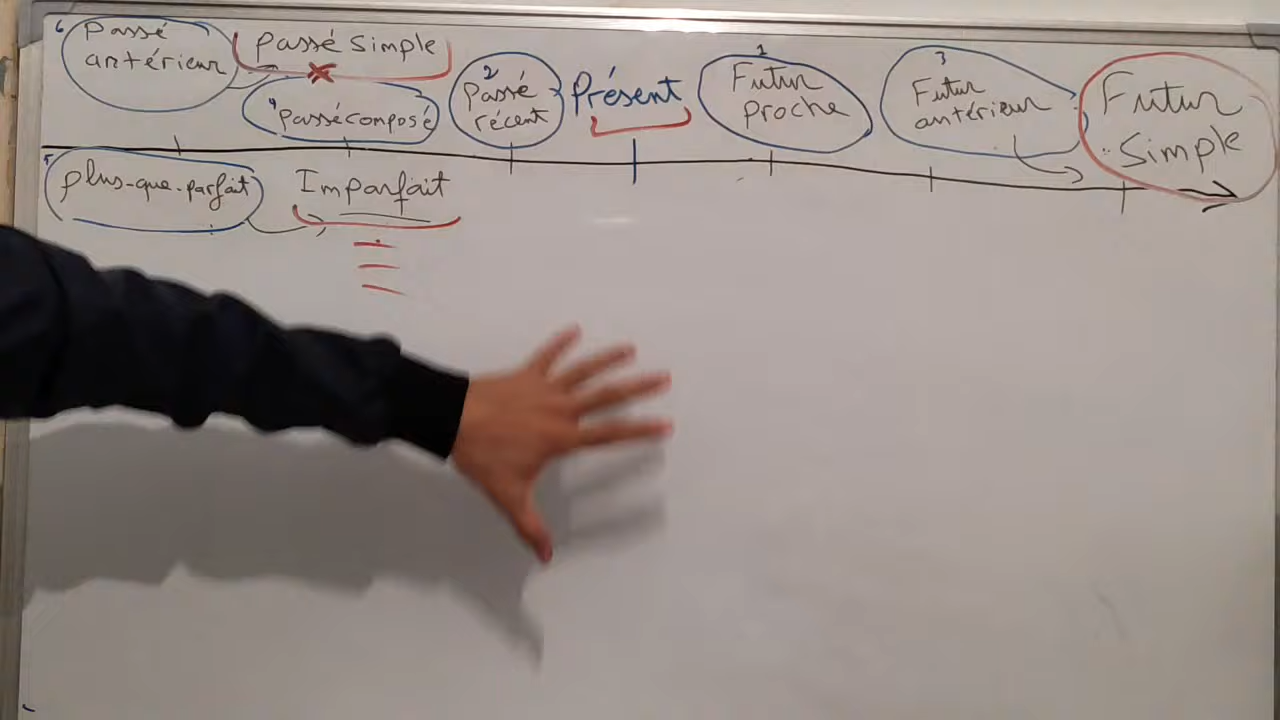 6 Passé
antérieur
Passé Simple
4 Passé composé
2 Passé
récent
Présent
1 Futur
proche
3 Futur
antérieur
Futur
Simple
5 plus-que-parfait
Imparfait